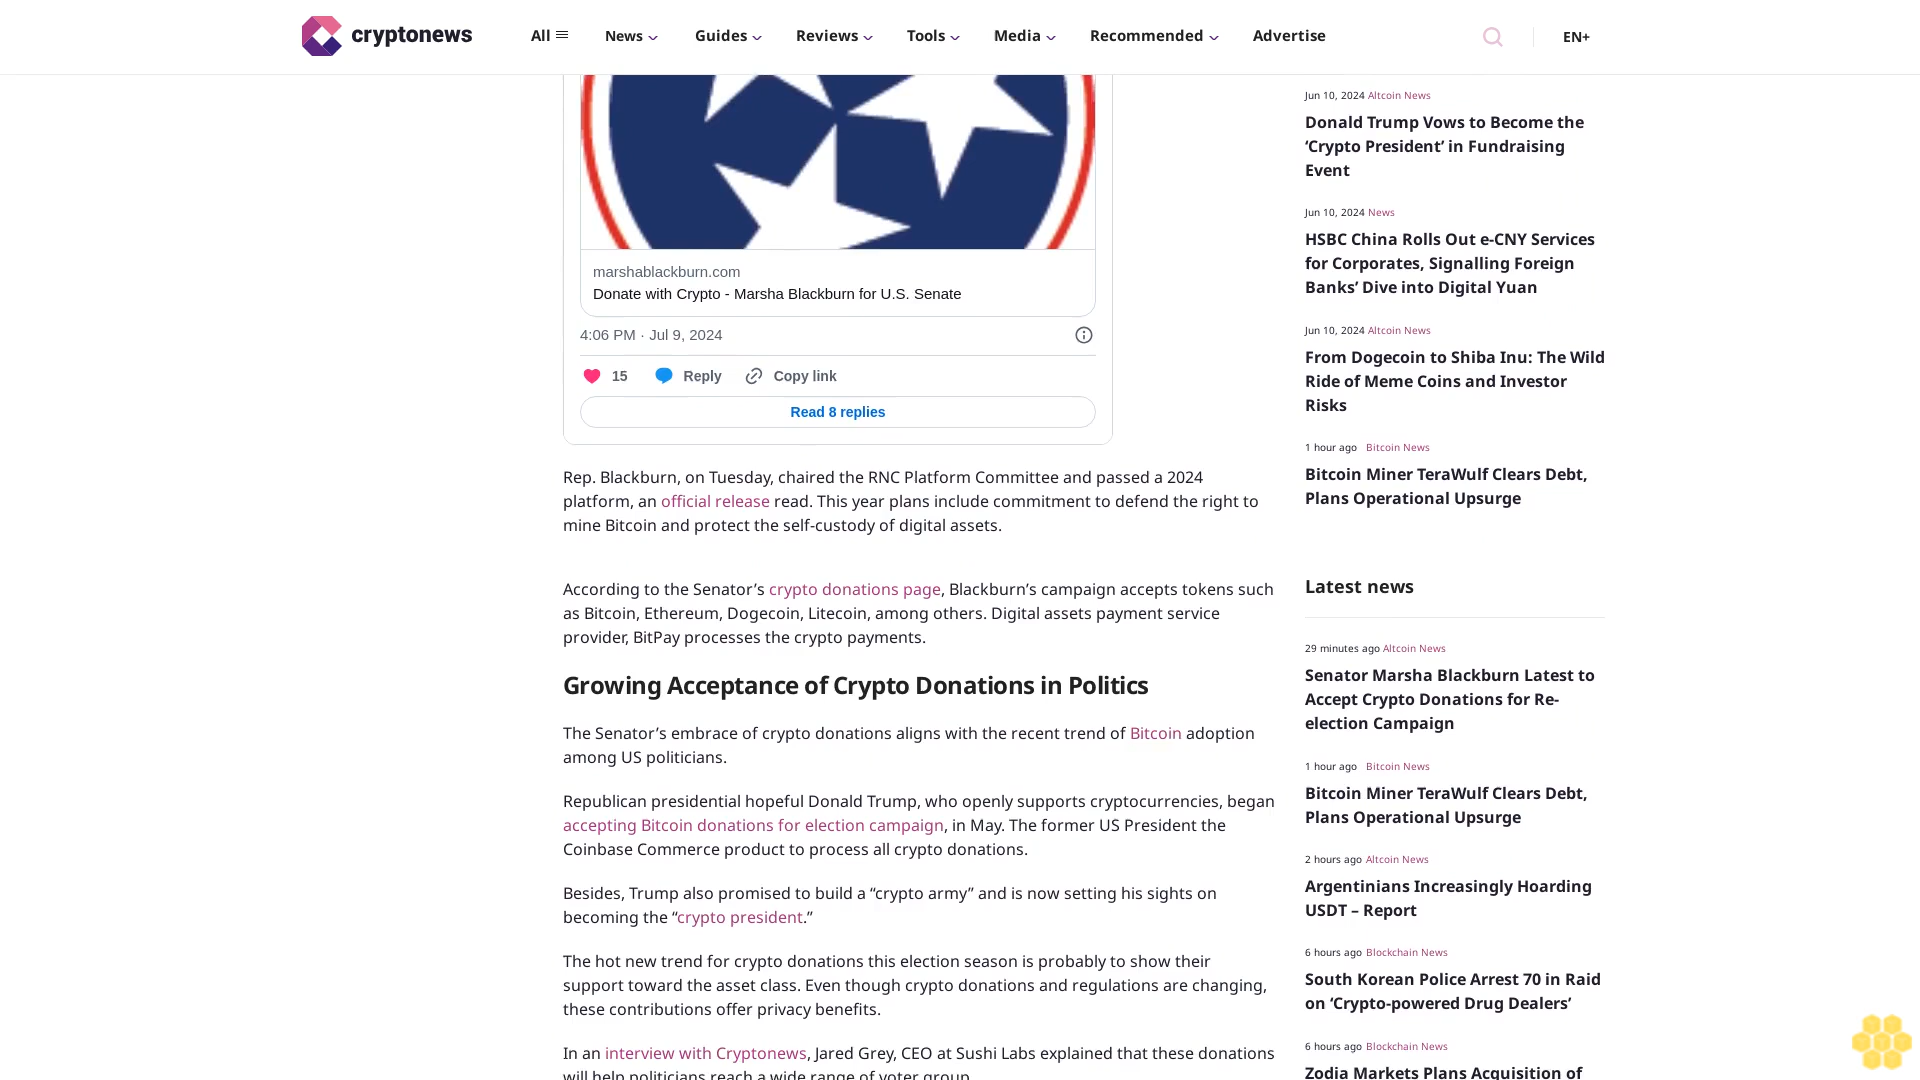 cryptonews
All
News
Guides
Reviews
Tools
Media
Recommended
Advertise
EN+
marshablackburn.com
Donate with Crypto - Marsha Blackburn for U.S. Senate
4:06 PM · Jul 9, 2024
15
Reply
Copy link
Read 8 replies
Rep. Blackburn, on Tuesday, chaired the RNC Platform Committee and passed a 2024
platform, an official release read. This year plans include commitment to defend the right to
mine Bitcoin and protect the self-custody of digital assets.
According to the Senator’s crypto donations page, Blackburn’s campaign accepts tokens such
as Bitcoin, Ethereum, Dogecoin, Litecoin, among others. Digital assets payment service
provider, BitPay processes the crypto payments.
Growing Acceptance of Crypto Donations in Politics
The Senator’s embrace of crypto donations aligns with the recent trend of Bitcoin adoption
among US politicians.
Republican presidential hopeful Donald Trump, who openly supports cryptocurrencies, began
accepting Bitcoin donations for election campaign, in May. The former US President the
Coinbase Commerce product to process all crypto donations.
Besides, Trump also promised to build a “crypto army” and is now setting his sights on
becoming the “crypto president.”
The hot new trend for crypto donations this election season is probably to show their
support toward the asset class. Even though crypto donations and regulations are changing,
these contributions offer privacy benefits.
In an interview with Cryptonews, Jared Grey, CEO at Sushi Labs explained that these donations
will help politicians reach a wide range of voter group.
Jun 10, 2024 Altcoin News
Donald Trump Vows to Become the
‘Crypto President’ in Fundraising
Event
Jun 10, 2024 News
HSBC China Rolls Out e-CNY Services
for Corporates, Signalling Foreign
Banks’ Dive into Digital Yuan
Jun 10, 2024 Altcoin News
From Dogecoin to Shiba Inu: The Wild
Ride of Meme Coins and Investor
Risks
1 hour ago Bitcoin News
Bitcoin Miner TeraWulf Clears Debt,
Plans Operational Upsurge
Latest news
29 minutes ago Altcoin News
Senator Marsha Blackburn Latest to
Accept Crypto Donations for Re-
election Campaign
1 hour ago Bitcoin News
Bitcoin Miner TeraWulf Clears Debt,
Plans Operational Upsurge
2 hours ago Altcoin News
Argentinians Increasingly Hoarding
USDT – Report
6 hours ago Blockchain News
South Korean Police Arrest 70 in Raid
on ‘Crypto-powered Drug Dealers’
6 hours ago Blockchain News
Zodia Markets Plans Acquisition of